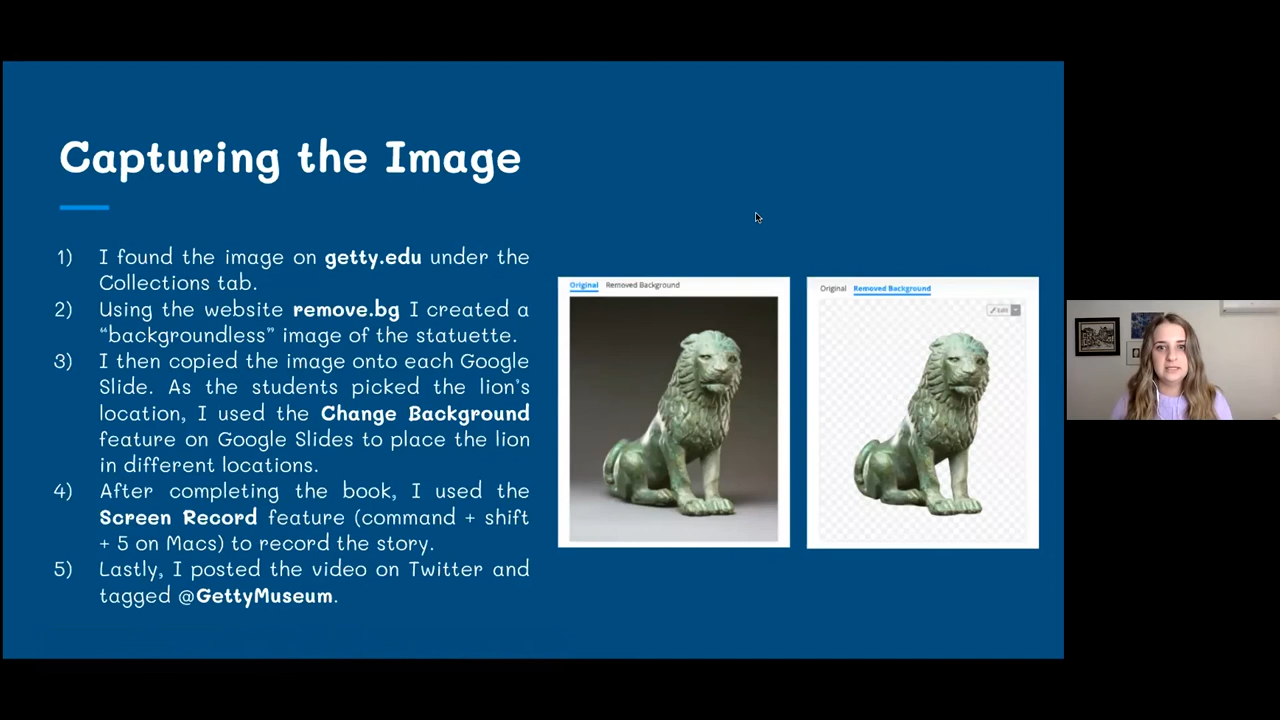 Capturing the Image
1) I found the image on getty.edu under the
Collections tab.
2) Using the website remove.bg I created a
“backgroundless” image of the statuette.
3) I then copied the image onto each Google
Slide. As the students picked the lion's
location, I used the Change Background
feature on Google Slides to place the lion
in different locations.
4) After completing the book, I used the
Screen Record feature (command + shift
+ 5 on Macs) to record the story.
5) Lastly, I posted the video on Twitter and
tagged @GettyMuseum.
Original Removed Background
Original Removed Background
Edit